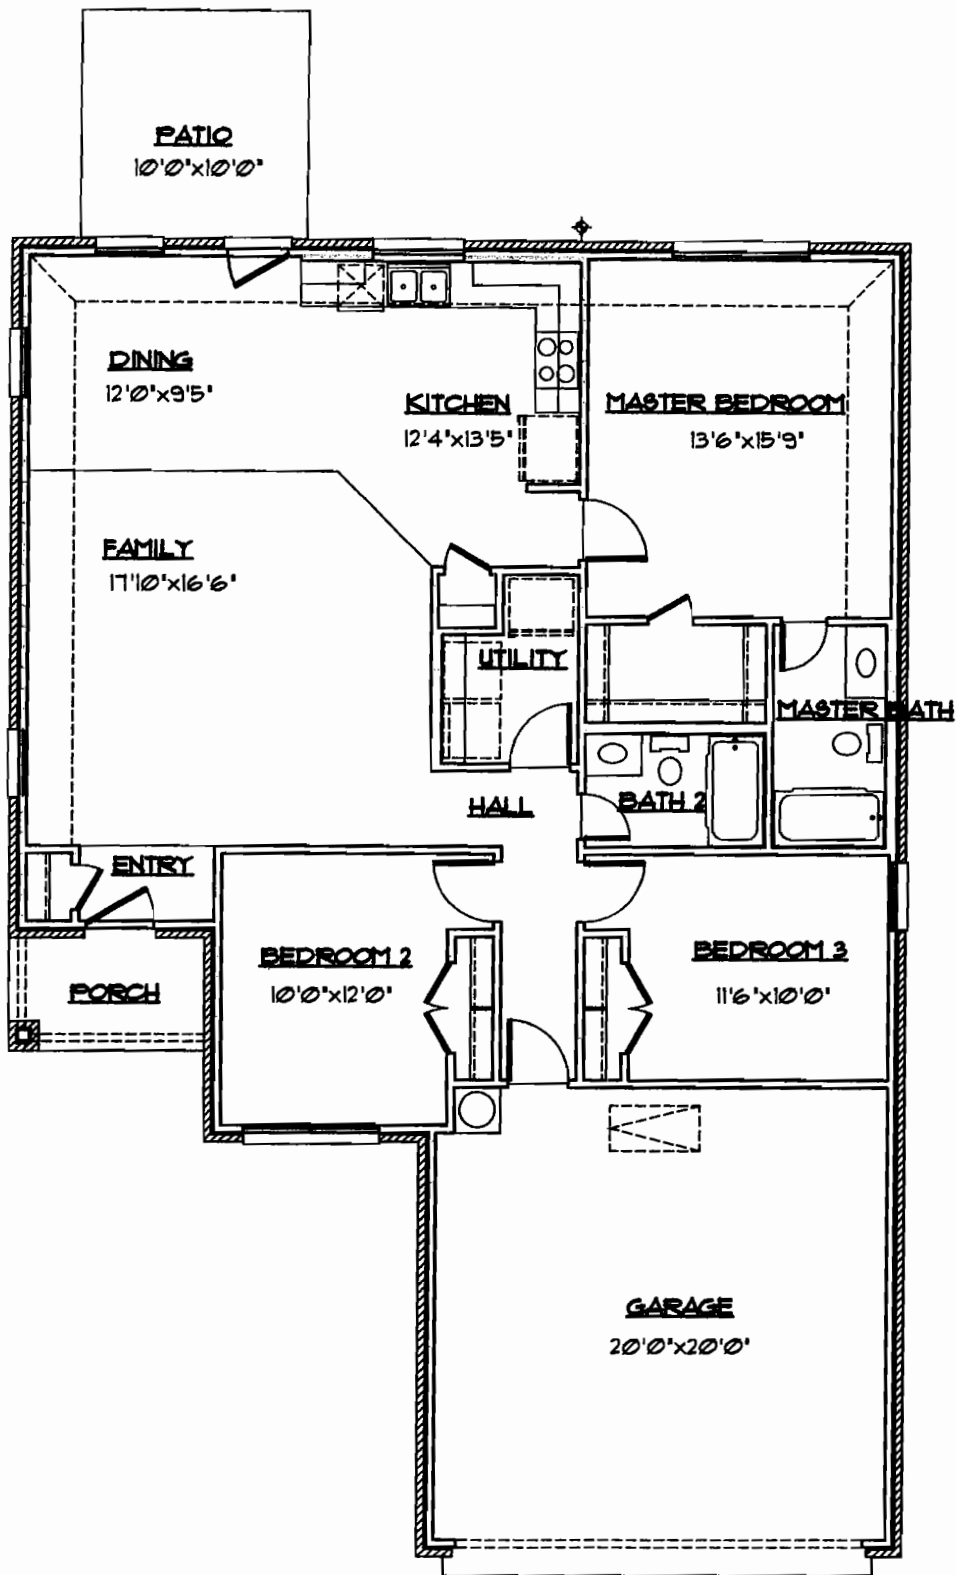 PATIO
10'0"x10'0"
DINING
12'0"x9'5"
KITCHEN
12'4"x13'5"
MASTER BEDROOM
13'6"x15'9"
FAMILY
17'10"x16'6"
UTILITY
MASTER BATH
HALL
BATH 2
ENTRY
BEDROOM 2
10'0"x12'0"
BEDROOM 3
11'6"x10'0"
PORCH
GARAGE
20'0"x20'0"